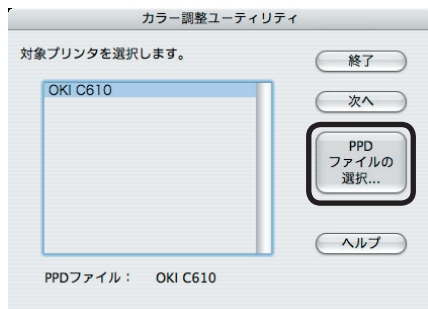 カラー調整ユーティリティ
対象プリンタを選択します。
OKI C610
終了
次へ
PPD
ファイルの
選択...
ヘルプ
PPDファイル： OKI C610